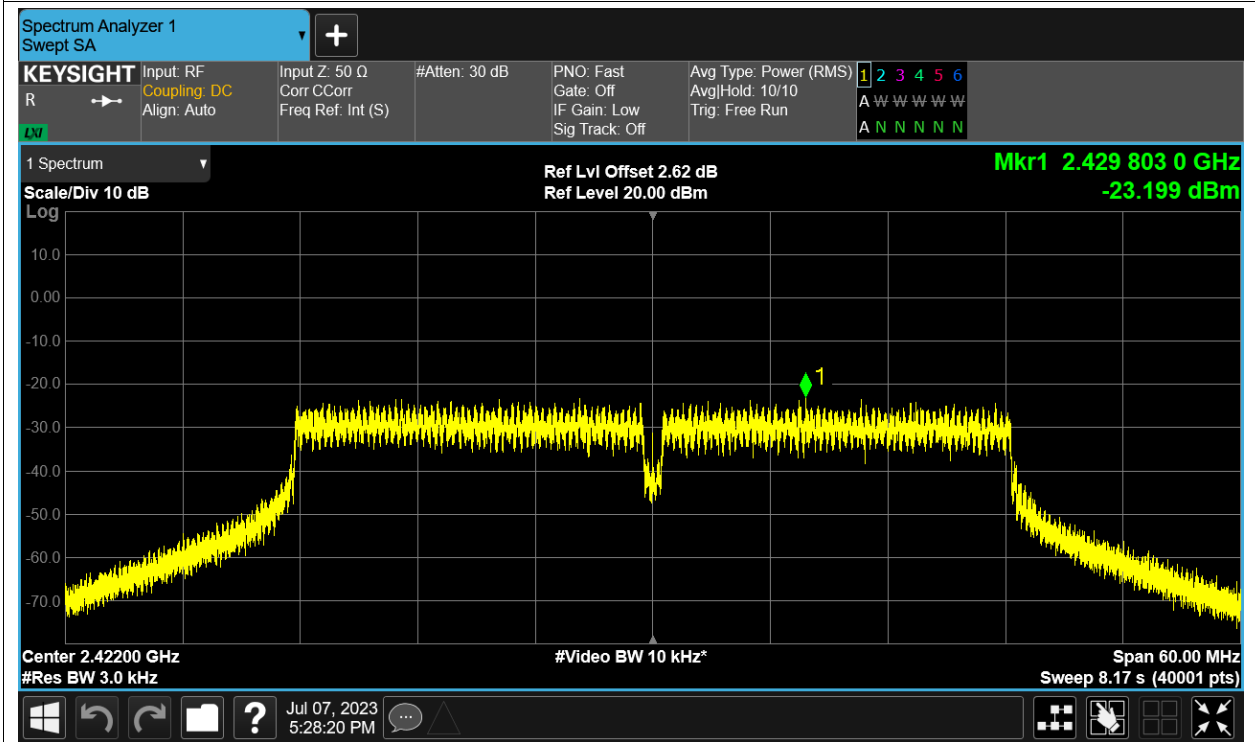 Spectrum Analyzer 1
Swept SA
+
KEYSIGHT Input: RF Input Z: 50 Ω #Atten: 30 dB PNO: Fast Avg Type: Power (RMS) 1 2 3 4 5 6
R Coupling: DC Corr CCorr Gate: Off Avg|Hold: 10/10 A W W W W W
Align: Auto Freq Ref: Int (S) IF Gain: Low Trig: Free Run
LXI Sig Track: Off A N N N N N
1 Spectrum Ref Lvl Offset 2.62 dB Mkr1 2.429 803 0 GHz
Scale/Div 10 dB Ref Level 20.00 dBm -23.199 dBm
Log
10.0
0.00
-10.0
-20.0
1
-30.0
-40.0
-50.0
-60.0
-70.0
Center 2.42200 GHz #Video BW 10 kHz* Span 60.00 MHz
#Res BW 3.0 kHz Sweep 8.17 s (40001 pts)
? Jul 07, 2023
5:28:20 PM